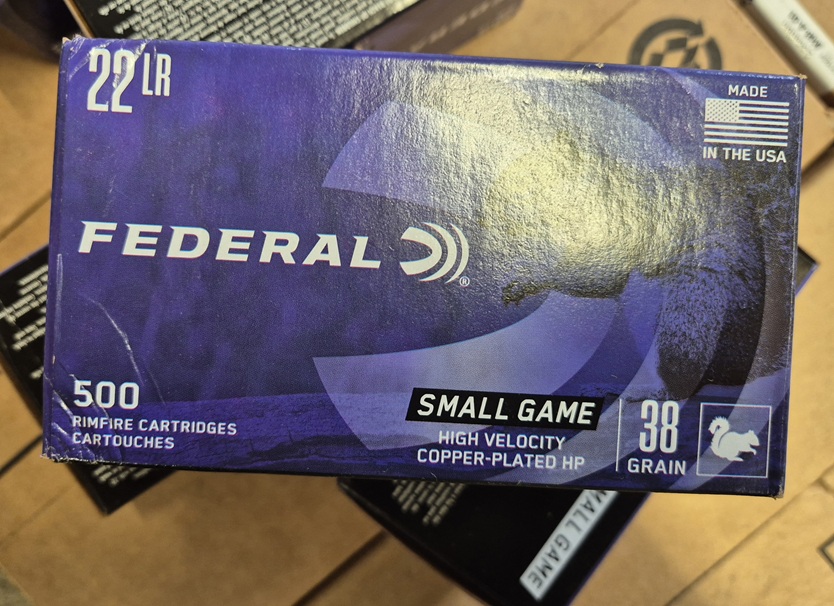 22 LR
MADE
IN THE USA
FEDERAL
®
500
RIMFIRE CARTRIDGES
CARTOUCHES
SMALL GAME
HIGH VELOCITY
COPPER-PLATED HP
38
GRAIN
SMALL GAME